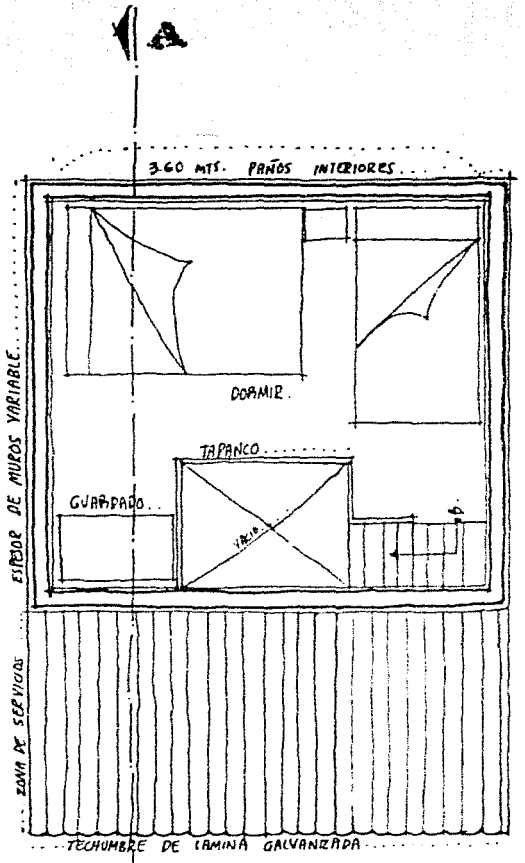 A
3.60 MTS. PAÑOS INTERIORES
ESPESOR DE MUROS VARIABLE
DORMIR.
TAPANCO
GUARDADO
VACIO
B.
ZONA DE SERVICIOS
TECHUMBRE DE LAMINA GALVANIZADA